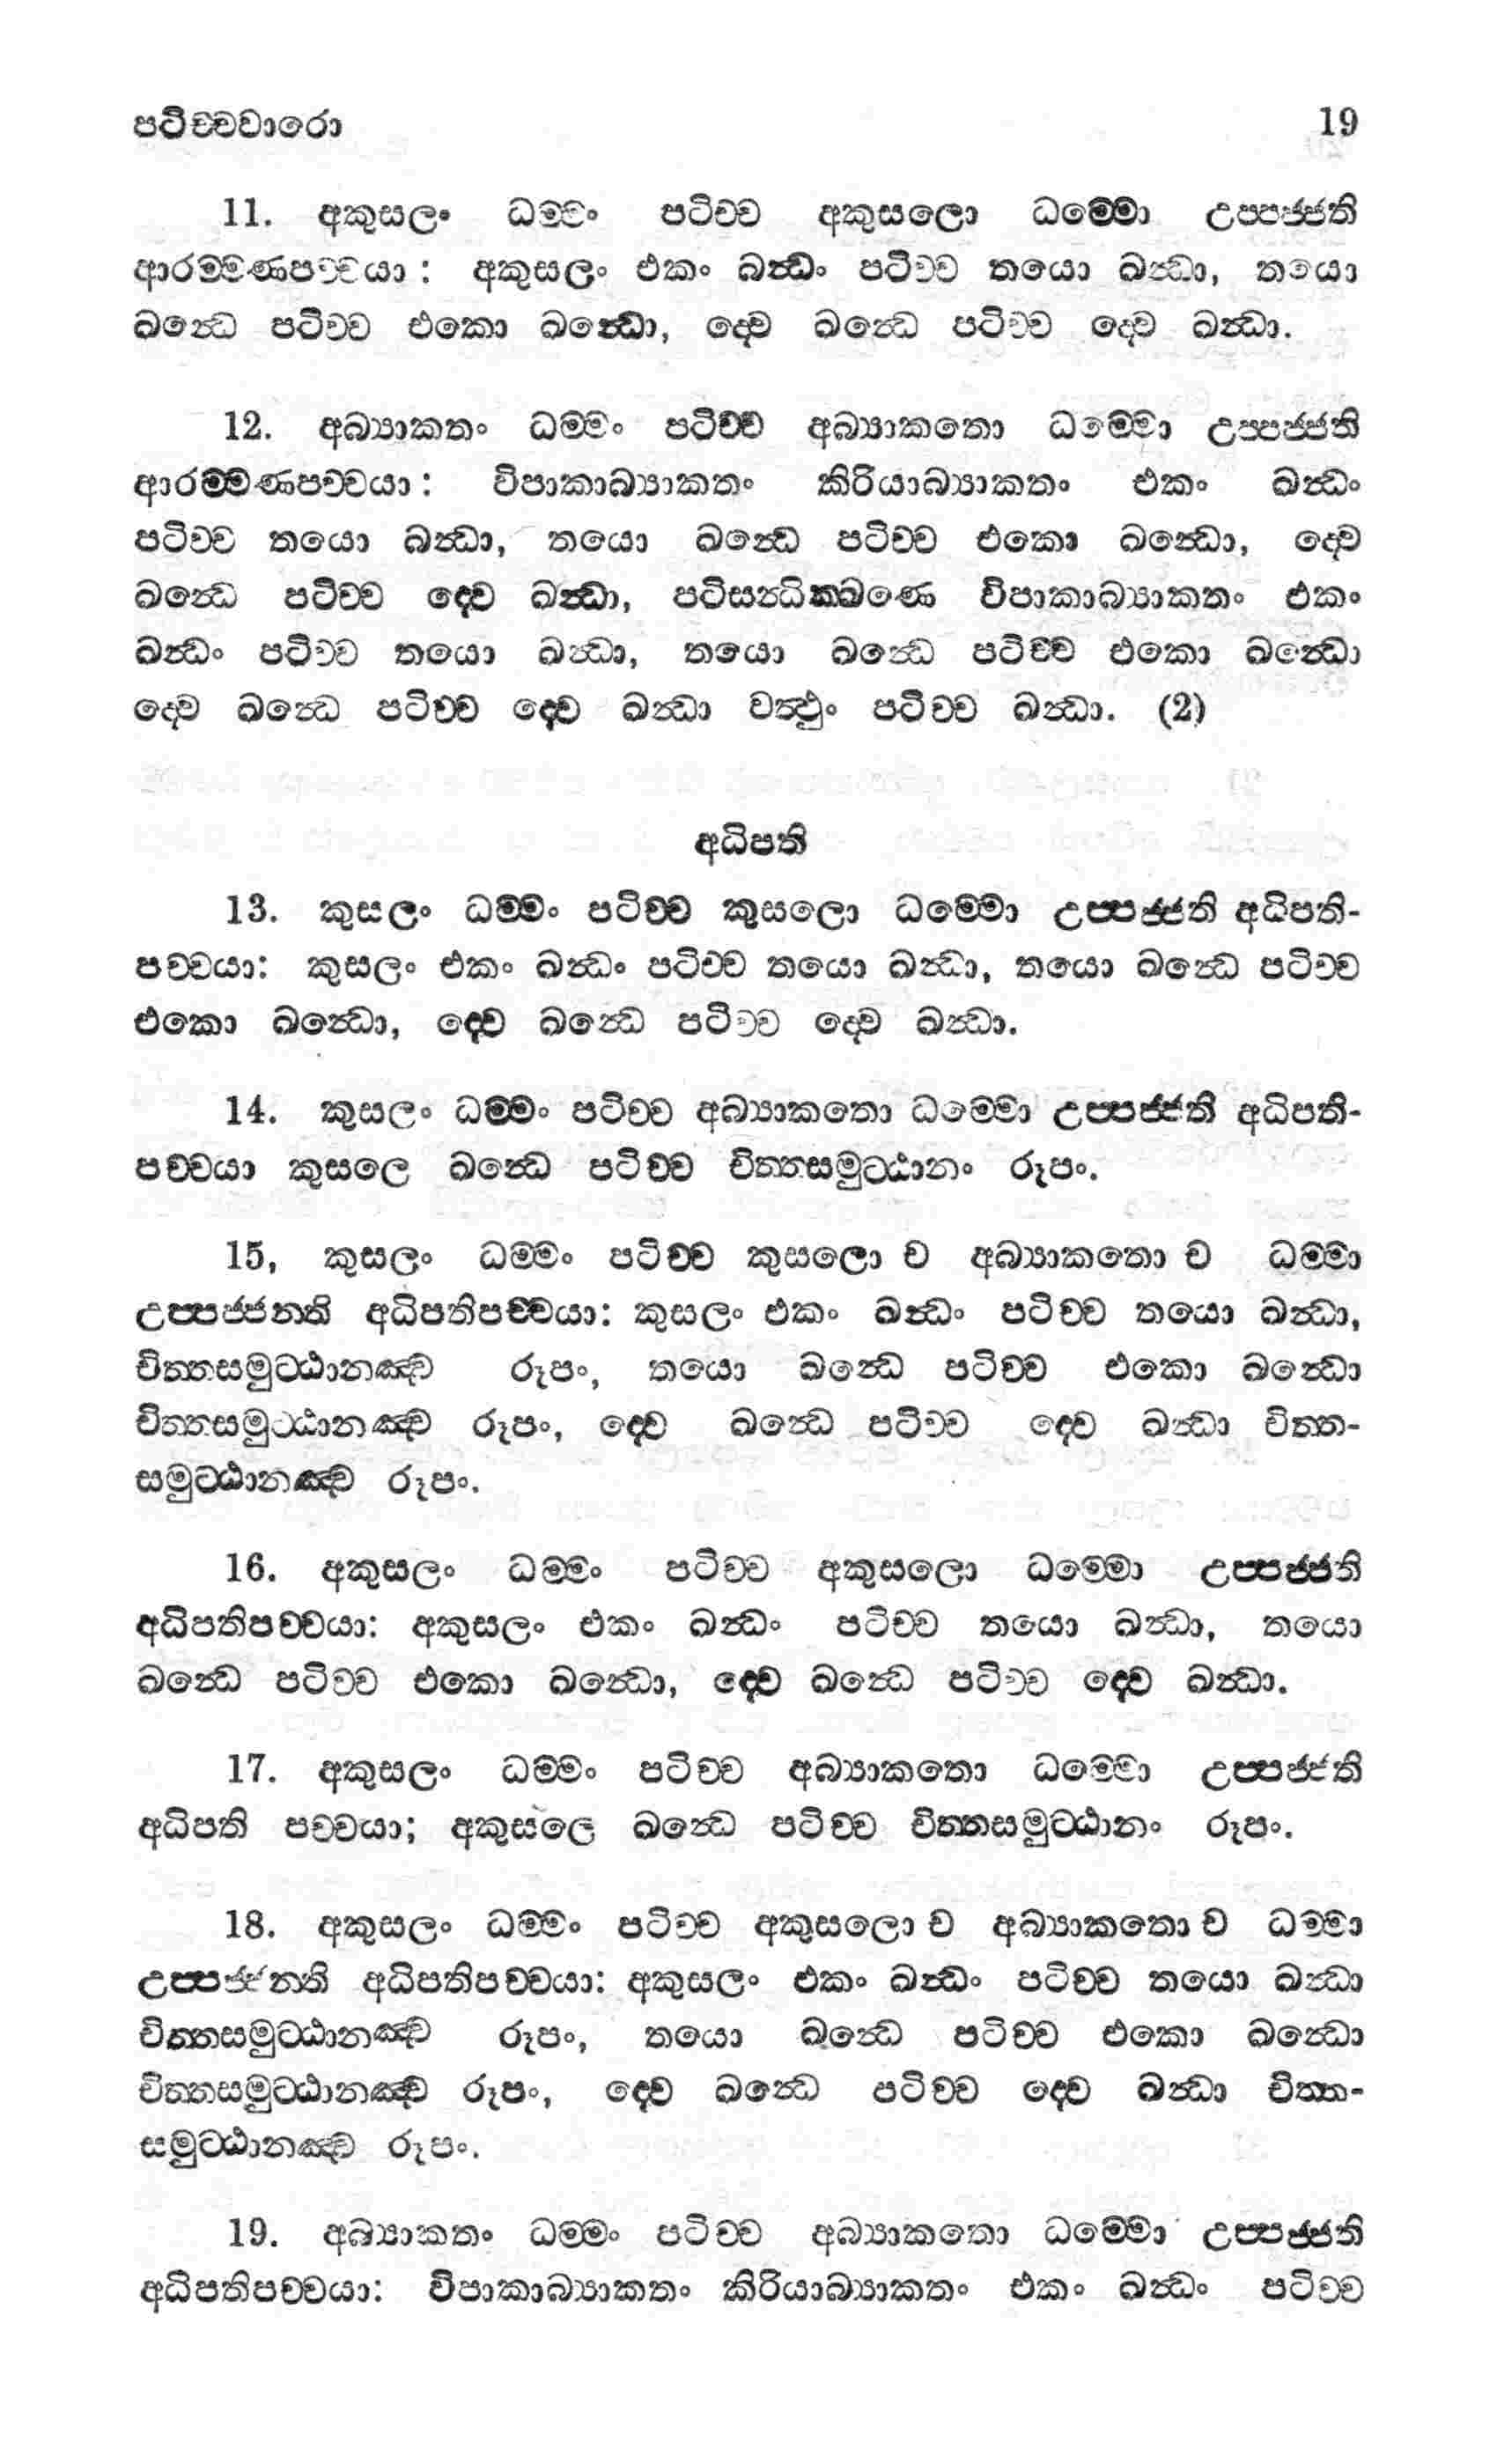 පටිච්චවාරො 19
11. අකුසලං ධම්මං පටිච්ච අකුසලො ධම්මො උප්පජ්ජති
ආරම්මණපච්චයා: අකුසලං එකං ඛන්ධං පටිච්ච තයො ඛන්ධා, තයො
ඛන්ධෙ පටිච්ච එකො ඛන්ධො, ද්වෙ ඛන්ධෙ පටිච්ච ද්වෙ ඛන්ධා.
12. අබ්‍යාකතං ධම්මං පටිච්ච අබ්‍යාකතො ධම්මො උප්පජ්ජති
ආරම්මණපච්චයා: විපාකාබ්‍යාකතං කිරියාබ්‍යාකතං එකං ඛන්ධං
පටිච්ච තයො ඛන්ධා, තයො ඛන්ධෙ පටිච්ච එකො ඛන්ධො, ද්වෙ
ඛන්ධෙ පටිච්ච ද්වෙ ඛන්ධා, පටිසන්ධික්ඛණෙ විපාකාබ්‍යාකතං එකං
ඛන්ධං පටිච්ච තයො ඛන්ධා, තයො ඛන්ධෙ පටිච්ච එකො ඛන්ධො
ද්වෙ ඛන්ධෙ පටිච්ච ද්වෙ ඛන්ධා වත්ථුං පටිච්ච ඛන්ධා. (2)
අධිපති
13. කුසලං ධම්මං පටිච්ච කුසලො ධම්මො උප්පජ්ජති අධිපති-
පච්චයා: කුසලං එකං ඛන්ධං පටිච්ච තයො ඛන්ධා, තයො ඛන්ධෙ පටිච්ච
එකො ඛන්ධො, ද්වෙ ඛන්ධෙ පටිච්ච ද්වෙ ඛන්ධා.
14. කුසලං ධම්මං පටිච්ච අබ්‍යාකතො ධම්මො උප්පජ්ජති අධිපති-
පච්චයා කුසලෙ ඛන්ධෙ පටිච්ච චිත්තසමුට්ඨානං රූපං.
15, කුසලං ධම්මං පටිච්ච කුසලො ච අබ්‍යාකතො ච ධම්මා
උප්පජ්ජන්ති අධිපතිපච්චයා: කුසලං එකං ඛන්ධං පටිච්ච තයො ඛන්ධා,
චිත්තසමුට්ඨානඤ්ච රූපං, තයො ඛන්ධෙ පටිච්ච එකො ඛන්ධො
චිත්තසමුට්ඨානඤ්ච රූපං, ද්වෙ ඛන්ධෙ පටිච්ච ද්වෙ ඛන්ධා චිත්ත-
සමුට්ඨානඤ්ච රූපං.
16. අකුසලං ධම්මං පටිච්ච අකුසලො ධම්මො උප්පජ්ජති
අධිපතිපච්චයා: අකුසලං එකං ඛන්ධං පටිච්ච තයො ඛන්ධා, තයො
ඛන්ධෙ පටිච්ච එකො ඛන්ධො, ද්වෙ ඛන්ධෙ පටිච්ච ද්වෙ ඛන්ධා.
17. අකුසලං ධම්මං පටිච්ච අබ්‍යාකතො ධම්මො උප්පජ්ජති
අධිපති පච්චයා; අකුසලෙ ඛන්ධෙ පටිච්ච චිත්තසමුට්ඨානං රූපං.
18. අකුසලං ධම්මං පටිච්ච අකුසලො ච අබ්‍යාකතො ච ධම්මා
උප්පජ්ජන්ති අධිපතිපච්චයා: අකුසලං එකං ඛන්ධං පටිච්ච තයො ඛන්ධා
චිත්තසමුට්ඨානඤ්ච රූපං, තයො ඛන්ධෙ පටිච්ච එකො ඛන්ධො
චිත්තසමුට්ඨානඤ්ච රූපං, ද්වෙ ඛන්ධෙ පටිච්ච ද්වෙ ඛන්ධා චිත්ත-
සමුට්ඨානඤ්ච රූපං.
19. අබ්‍යාකතං ධම්මං පටිච්ච අබ්‍යාකතො ධම්මො උප්පජ්ජති
අධිපතිපච්චයා: විපාකාබ්‍යාකතං කිරියාබ්‍යාකතං එකං ඛන්ධං පටිච්ච